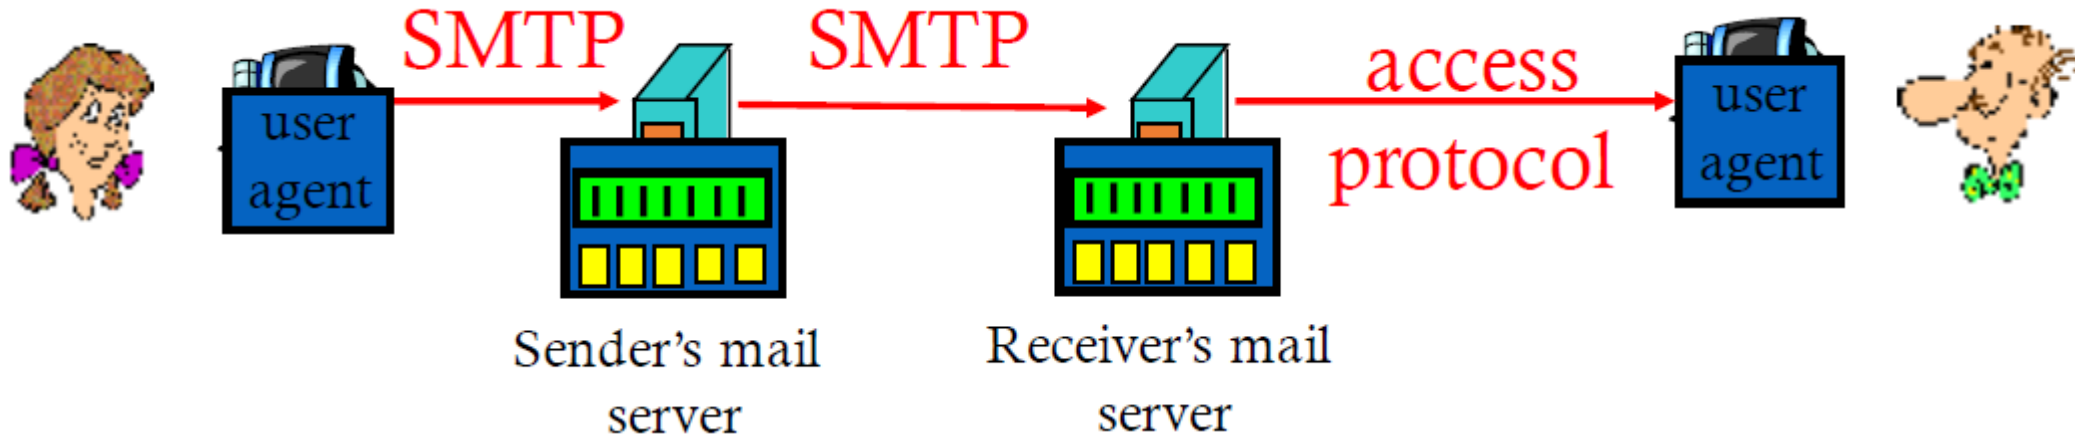 SMTP
SMTP
access
protocol
user
agent
user
agent
Sender's mail
server
Receiver's mail
server